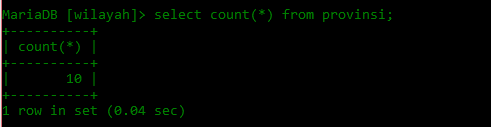 MariaDB [wilayah]> select count(*) from provinsi;
+----------+
| count(*) |
+----------+
|       10 |
+----------+
1 row in set (0.04 sec)